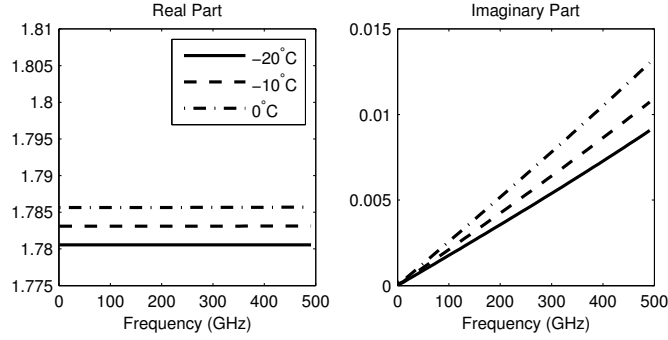 Real Part
1.81
1.805
1.8
1.795
1.79
1.785
1.78
1.775
0 100 200 300 400 500
Frequency (GHz)
−20°C
−10°C
0°C
Imaginary Part
0.015
0.01
0.005
0
0 100 200 300 400 500
Frequency (GHz)